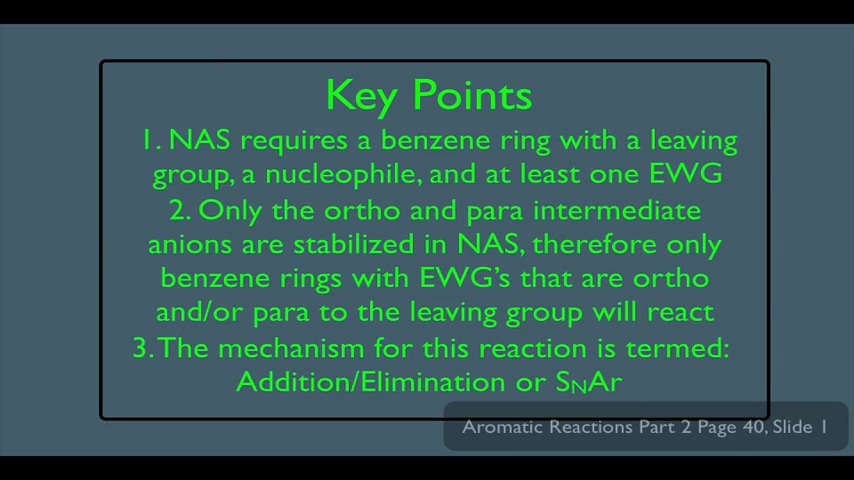 Key Points
1. NAS requires a benzene ring with a leaving
group, a nucleophile, and at least one EWG
2. Only the ortho and para intermediate
anions are stabilized in NAS, therefore only
benzene rings with EWG’s that are ortho
and/or para to the leaving group will react
3. The mechanism for this reaction is termed:
Addition/Elimination or SNAr
Aromatic Reactions Part 2 Page 40, Slide 1